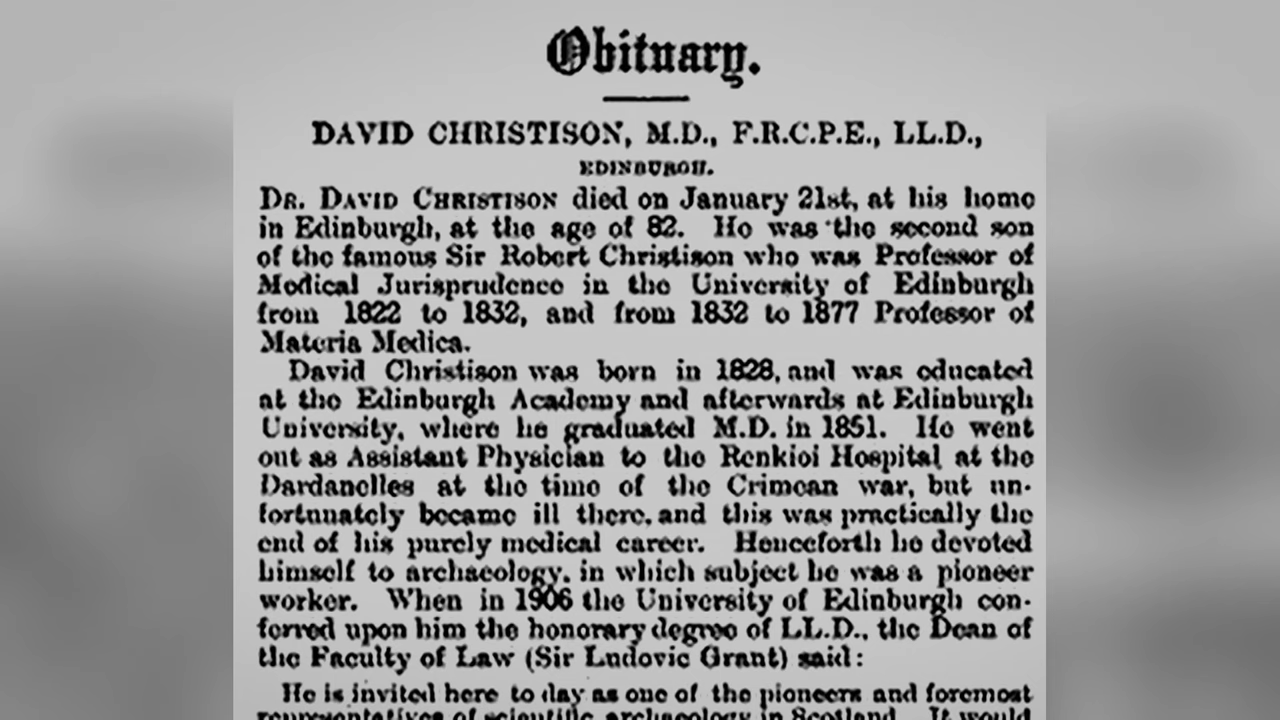 Obituary.
DAVID CHRISTISON, M.D., F.R.C.P.E., LL.D.,
EDINBURGH.
DR. DAVID CHRISTISON died on January 21st, at his home
in Edinburgh, at the age of 82. He was the second son
of the famous Sir Robert Christison who was Professor of
Medical Jurisprudence in the University of Edinburgh
from 1822 to 1832, and from 1832 to 1877 Professor of
Materia Medica.
David Christison was born in 1828, and was educated
at the Edinburgh Academy and afterwards at Edinburgh
University, where he graduated M.D. in 1851. He went
out as Assistant Physician to the Renkioi Hospital at the
Dardanelles at the time of the Crimean war, but un-
fortunately became ill there, and this was practically the
end of his purely medical career. Henceforth he devoted
himself to archaeology, in which subject he was a pioneer
worker. When in 1906 the University of Edinburgh con-
ferred upon him the honorary degree of LL.D., the Dean of
the Faculty of Law (Sir Ludovic Grant) said:
He is invited here to day as one of the pioneers and foremost
representatives of scientific archaeology in Scotland. It would